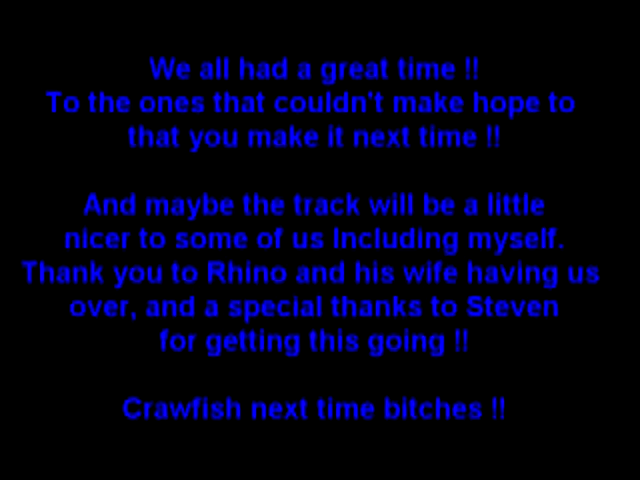 We all had a great time !!
To the ones that couldn't make hope to
that you make it next time !!
And maybe the track will be a little
nicer to some of us including myself.
Thank you to Rhino and his wife having us
over, and a special thanks to Steven
for getting this going !!
Crawfish next time bitches !!